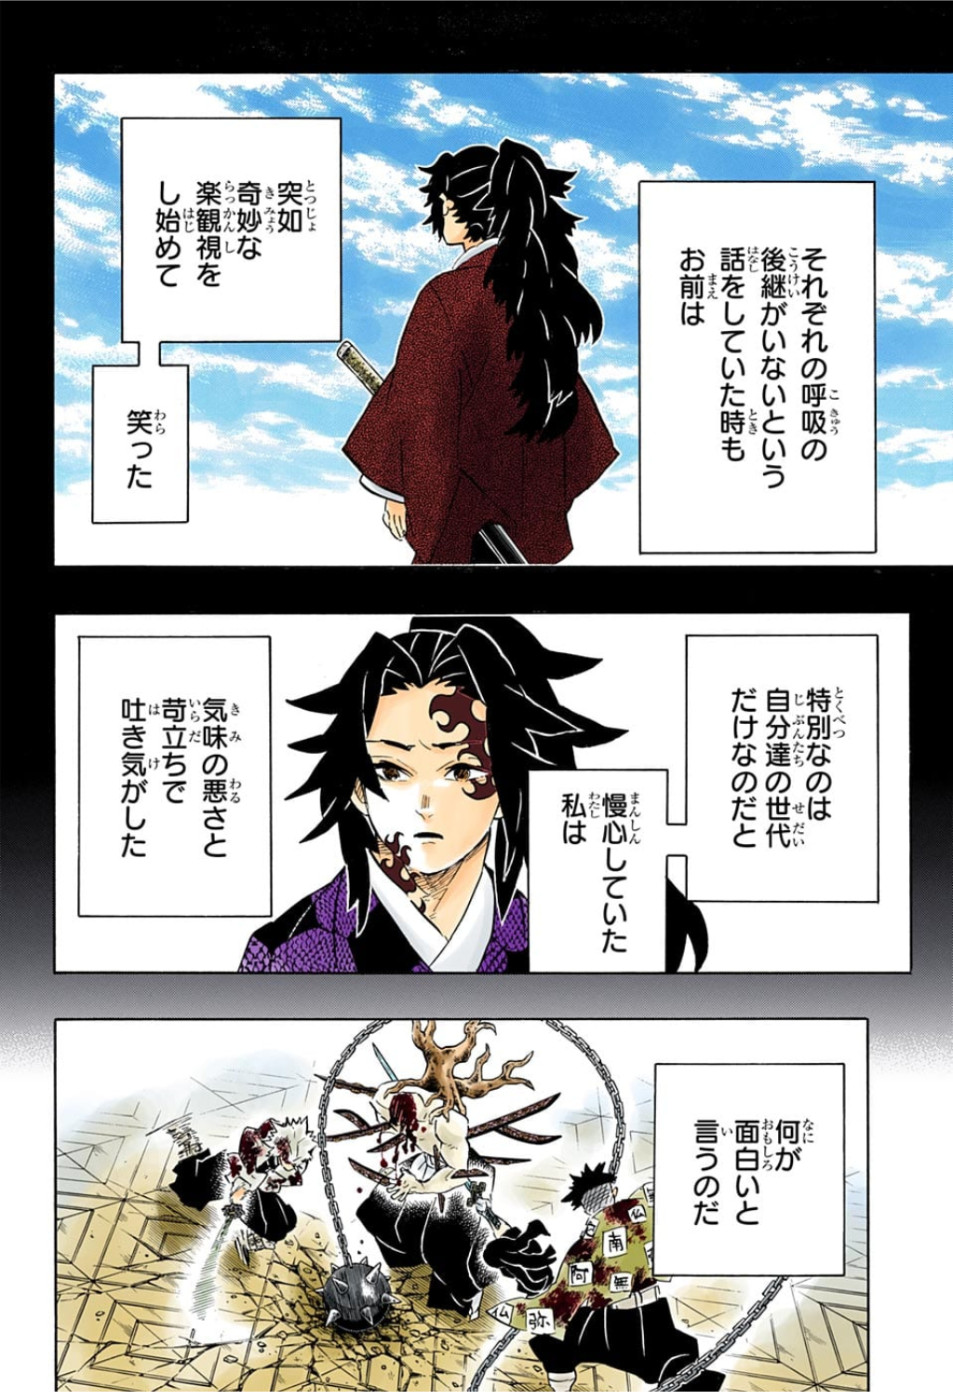 それぞれの呼吸の
後継がいないという
話をしていた時も
お前は
突如
奇妙な
楽観視を
し始めて
笑った
特別なのは
自分達の世代
だけなのだと
慢心していた
私は
気味の悪さと
苛立ちで
吐き気がした
何が
面白いと
言うのだ
仏
南
無
阿
弥
仏